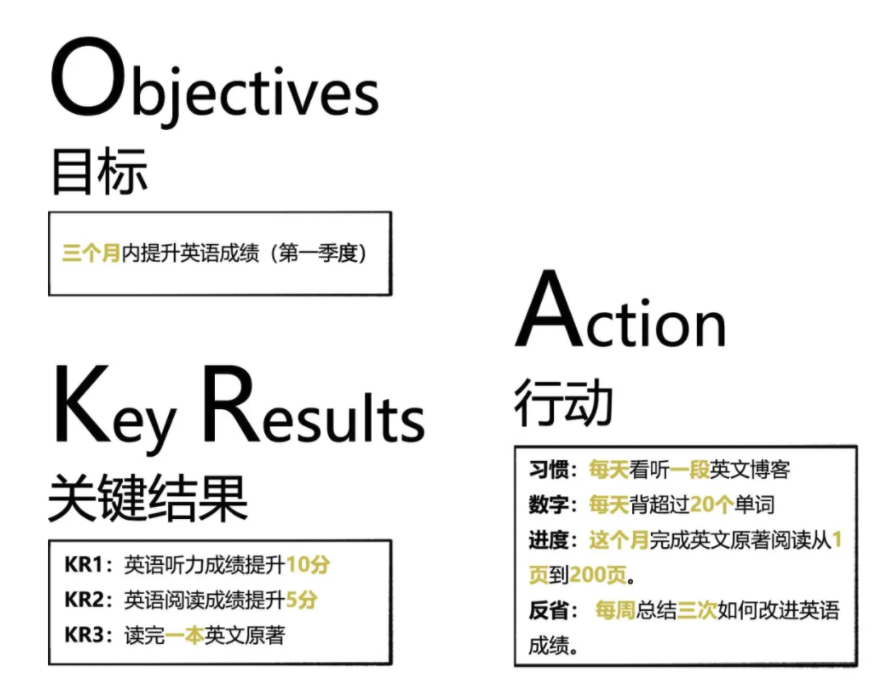 Objectives
目标
三个月内提升英语成绩（第一季度）
Key Results
关键结果
KR1：英语听力成绩提升10分
KR2：英语阅读成绩提升5分
KR3：读完一本英文原著
Action
行动
习惯：每天看听一段英文博客
数字：每天背超过20个单词
进度：这个月完成英文原著阅读从1
页到200页。
反省： 每周总结三次如何改进英语
成绩。